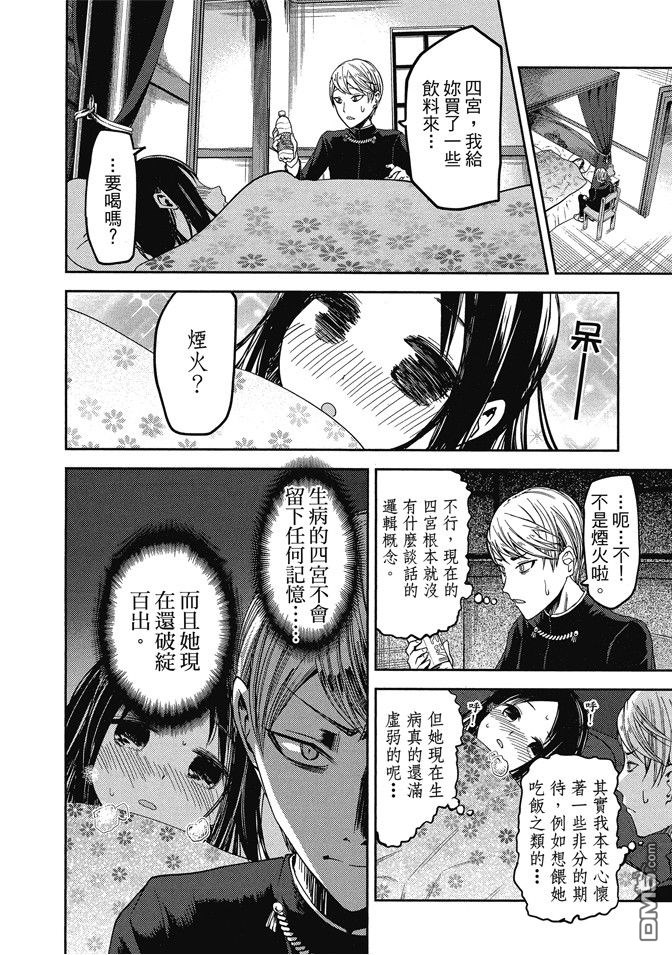 四宮，我給
妳買了一些
飲料來…
…要喝嗎？
呆——
煙火？
…呃…不！
不是煙火啦。
不行，現在的
四宮根本就沒
有什麼談話的
邏輯概念。
其實我本來心懷
著一些非分的期
待，例如想餵她
吃飯之類的…
呼！
呼！
但她現在生
病真的還滿
虛弱的呢…
生病的四宮不會
留下任何記憶……
而且她現
在還破綻
百出。
DM5.com